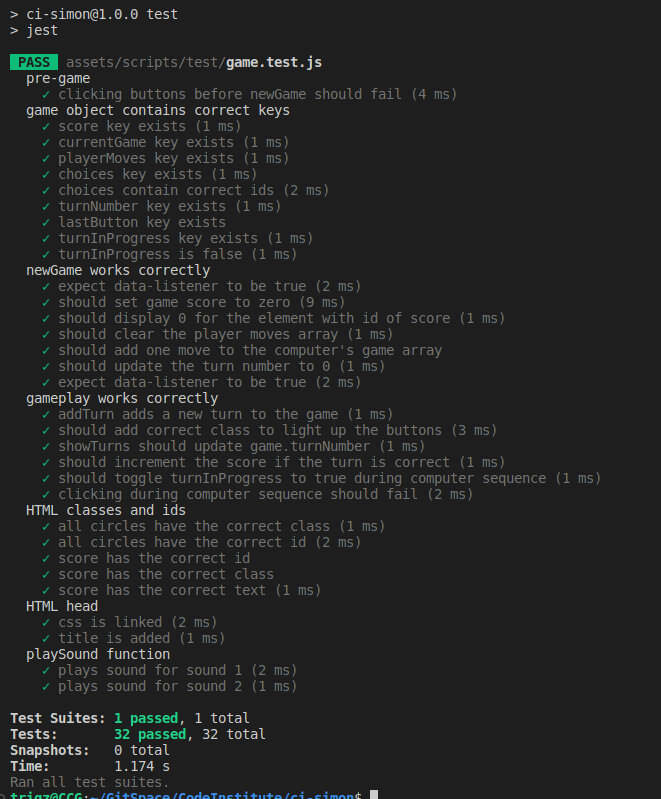 > ci-simon@1.0.0 test
> jest
PASS assets/scripts/test/game.test.js
pre-game
✓ clicking buttons before newGame should fail (4 ms)
game object contains correct keys
✓ score key exists (1 ms)
✓ currentGame key exists (1 ms)
✓ playerMoves key exists (1 ms)
✓ choices key exists (1 ms)
✓ choices contain correct ids (2 ms)
✓ turnNumber key exists (1 ms)
✓ lastButton key exists
✓ turnInProgress key exists (1 ms)
✓ turnInProgress is false (1 ms)
newGame works correctly
✓ expect data-listener to be true (2 ms)
✓ should set game score to zero (9 ms)
✓ should display 0 for the element with id of score (1 ms)
✓ should clear the player moves array (1 ms)
✓ should add one move to the computer's game array
✓ should update the turn number to 0 (1 ms)
✓ expect data-listener to be true (2 ms)
gameplay works correctly
✓ addTurn adds a new turn to the game (1 ms)
✓ should add correct class to light up the buttons (3 ms)
✓ showTurns should update game.turnNumber (1 ms)
✓ should increment the score if the turn is correct (1 ms)
✓ should toggle turnInProgress to true during computer sequence (1 ms)
✓ clicking during computer sequence should fail (2 ms)
HTML classes and ids
✓ all circles have the correct class (1 ms)
✓ all circles have the correct id (2 ms)
✓ score has the correct id
✓ score has the correct class
✓ score has the correct text (1 ms)
HTML head
✓ css is linked (2 ms)
✓ title is added (1 ms)
playSound function
✓ plays sound for sound 1 (2 ms)
✓ plays sound for sound 2 (1 ms)
Test Suites: 1 passed, 1 total
Tests: 32 passed, 32 total
Snapshots: 0 total
Time: 1.174 s
Ran all test suites.
trigz@CCG:~/GitSpace/CodeInstitute/ci-simon$